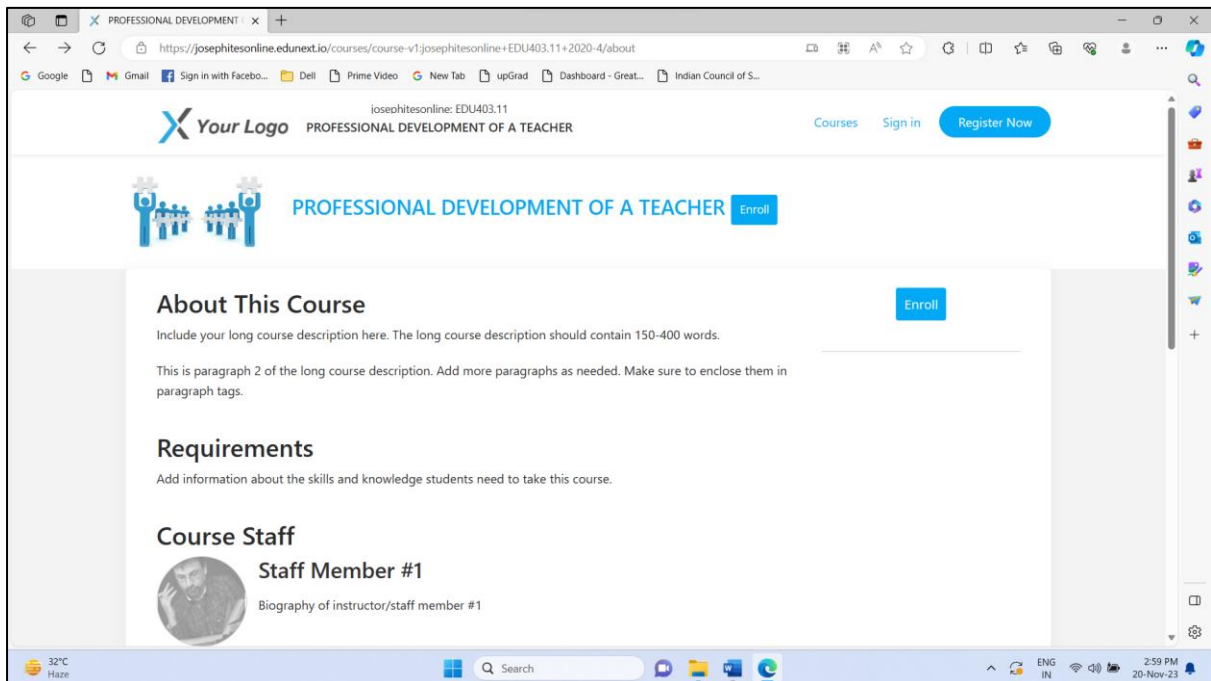 PROFESSIONAL DEVELOPMENT
https://josephitesonline.edunext.io/courses/course-v1:josephitesonline+EDU403.11+2020-4/about
Google Gmail Sign in with Facebo... Dell Prime Video New Tab upGrad Dashboard - Great... Indian Council of S...
josephitesonline: EDU403.11
Your Logo PROFESSIONAL DEVELOPMENT OF A TEACHER Courses Sign in Register Now
PROFESSIONAL DEVELOPMENT OF A TEACHER Enroll
About This Course Enroll
Include your long course description here. The long course description should contain 150-400 words.
This is paragraph 2 of the long course description. Add more paragraphs as needed. Make sure to enclose them in
paragraph tags.
Requirements
Add information about the skills and knowledge students need to take this course.
Course Staff
Staff Member #1
Biography of instructor/staff member #1
32°C ENG 2:59 PM
Haze Search IN 20-Nov-23